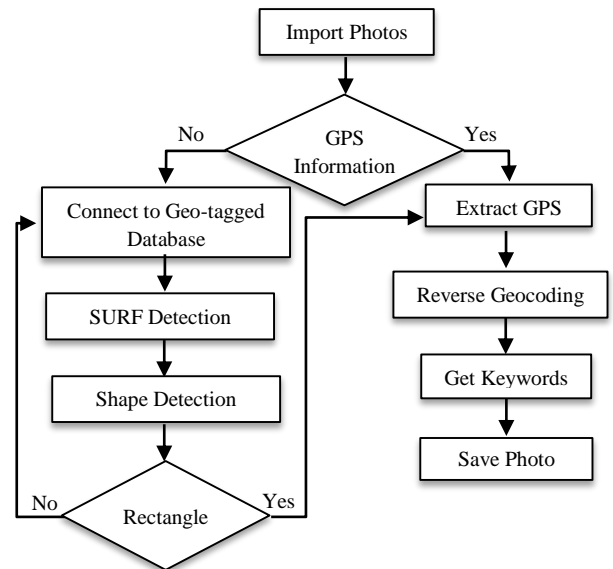 Import Photos
No
GPS
Information
Yes
Connect to Geo-tagged
Database
Extract GPS
SURF Detection
Reverse Geocoding
Shape Detection
Get Keywords
Save Photo
No
Rectangle
Yes